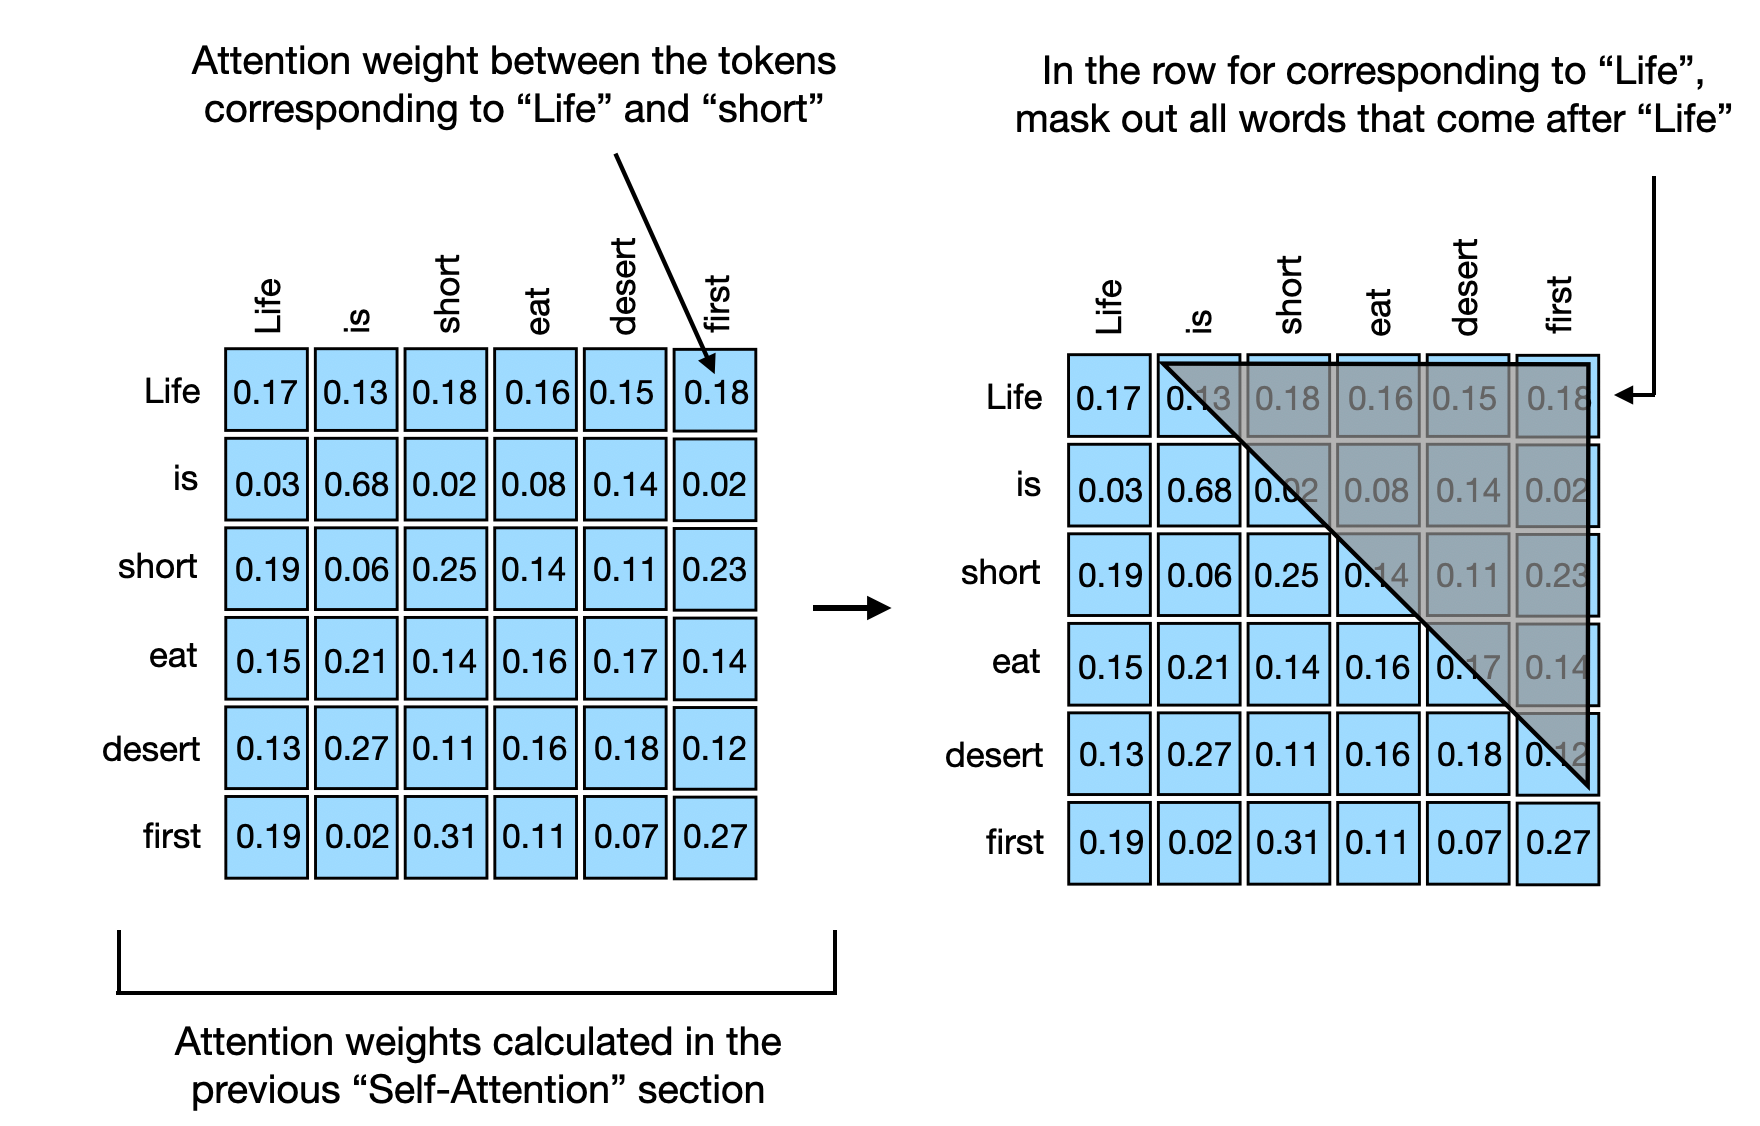 Attention weight between the tokens
corresponding to “Life” and “short”
In the row for corresponding to “Life”,
mask out all words that come after “Life”
Life is short eat desert first
Life 0.17 0.13 0.18 0.16 0.15 0.18
is 0.03 0.68 0.02 0.08 0.14 0.02
short 0.19 0.06 0.25 0.14 0.11 0.23
eat 0.15 0.21 0.14 0.16 0.17 0.14
desert 0.13 0.27 0.11 0.16 0.18 0.12
first 0.19 0.02 0.31 0.11 0.07 0.27
Attention weights calculated in the
previous “Self-Attention” section
Life is short eat desert first
Life 0.17 0.13 0.18 0.16 0.15 0.18
is 0.03 0.68 0.02 0.08 0.14 0.02
short 0.19 0.06 0.25 0.14 0.11 0.23
eat 0.15 0.21 0.14 0.16 0.17 0.14
desert 0.13 0.27 0.11 0.16 0.18 0.12
first 0.19 0.02 0.31 0.11 0.07 0.27